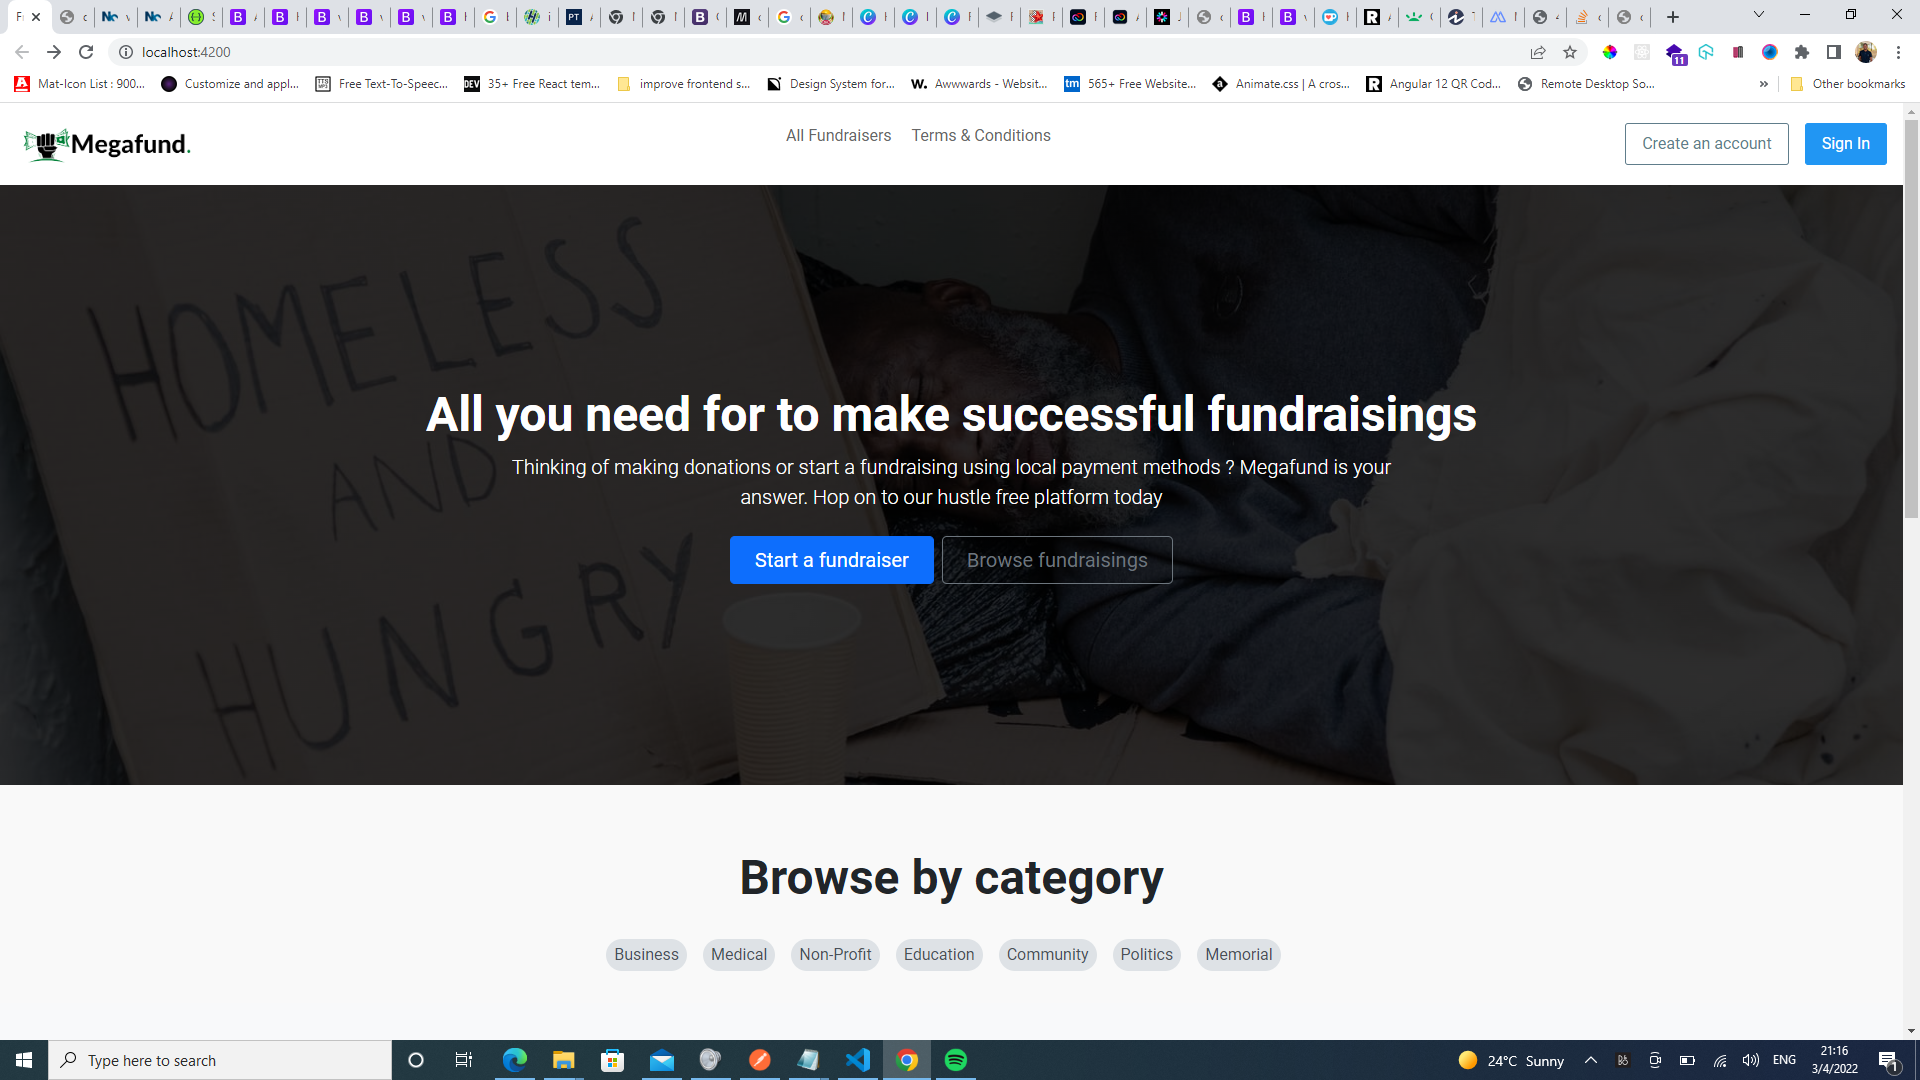 localhost:4200
Mat-Icon List : 900...
Customize and appl...
Free Text-To-Speec...
35+ Free React tem...
improve frontend s...
Design System for...
Awwwards - Websit...
565+ Free Website...
Animate.css | A cros...
Angular 12 QR Cod...
Remote Desktop So...
»
Other bookmarks
11
Megafund.
All Fundraisers
Terms & Conditions
Create an account
Sign In
HOMELESS
AND
HUNGRY
All you need for to make successful fundraisings
Thinking of making donations or start a fundraising using local payment methods ? Megafund is your
answer. Hop on to our hustle free platform today
Start a fundraiser
Browse fundraisings
Browse by category
Business
Medical
Non-Profit
Education
Community
Politics
Memorial
Type here to search
24°C Sunny
ENG
21:16
3/4/2022
1